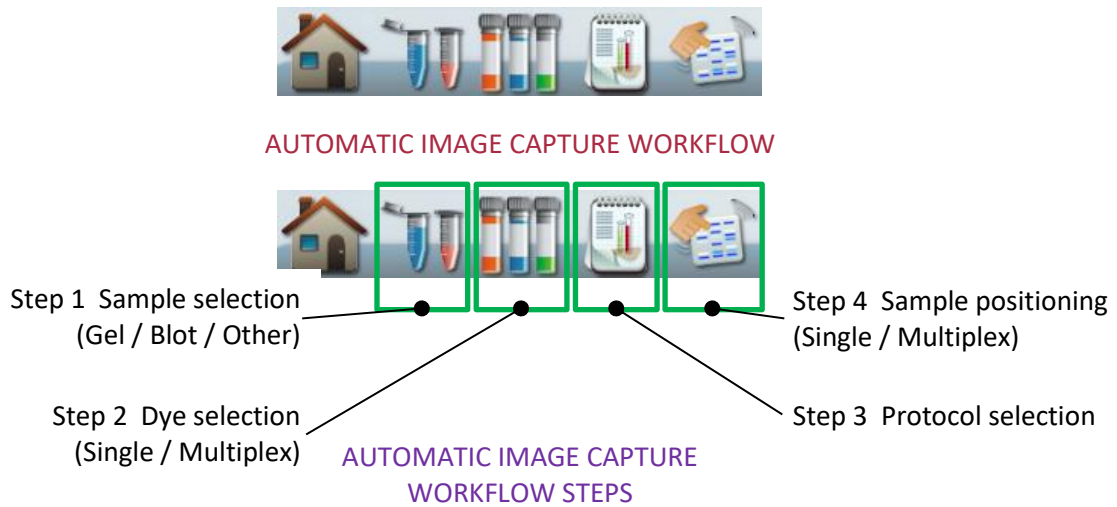 AUTOMATIC IMAGE CAPTURE WORKFLOW
Step 1 Sample selection
(Gel / Blot / Other)
Step 4 Sample positioning
(Single / Multiplex)
Step 2 Dye selection
(Single / Multiplex)
Step 3 Protocol selection
AUTOMATIC IMAGE CAPTURE
WORKFLOW STEPS